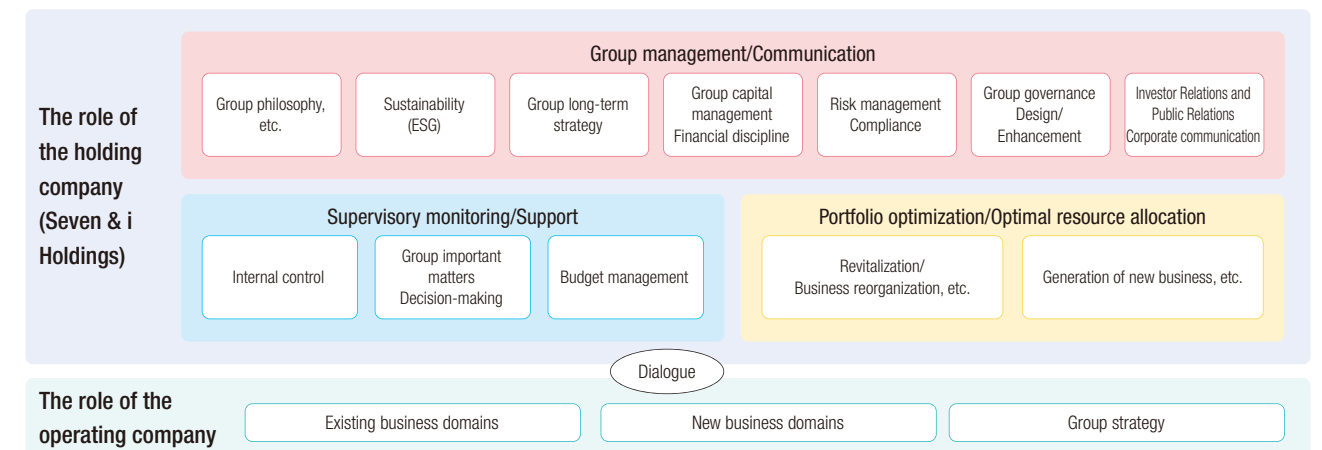 The role of
the holding
company
(Seven & i
Holdings)
Group management/Communication
Group philosophy,
etc.
Sustainability
(ESG)
Group long-term
strategy
Group capital
management
Financial discipline
Risk management
Compliance
Group governance
Design/
Enhancement
Investor Relations and
Public Relations
Corporate communication
Supervisory monitoring/Support
Internal control
Group important
matters
Decision-making
Budget management
Portfolio optimization/Optimal resource allocation
Revitalization/
Business reorganization, etc.
Generation of new business, etc.
Dialogue
The role of the
operating company
Existing business domains
New business domains
Group strategy